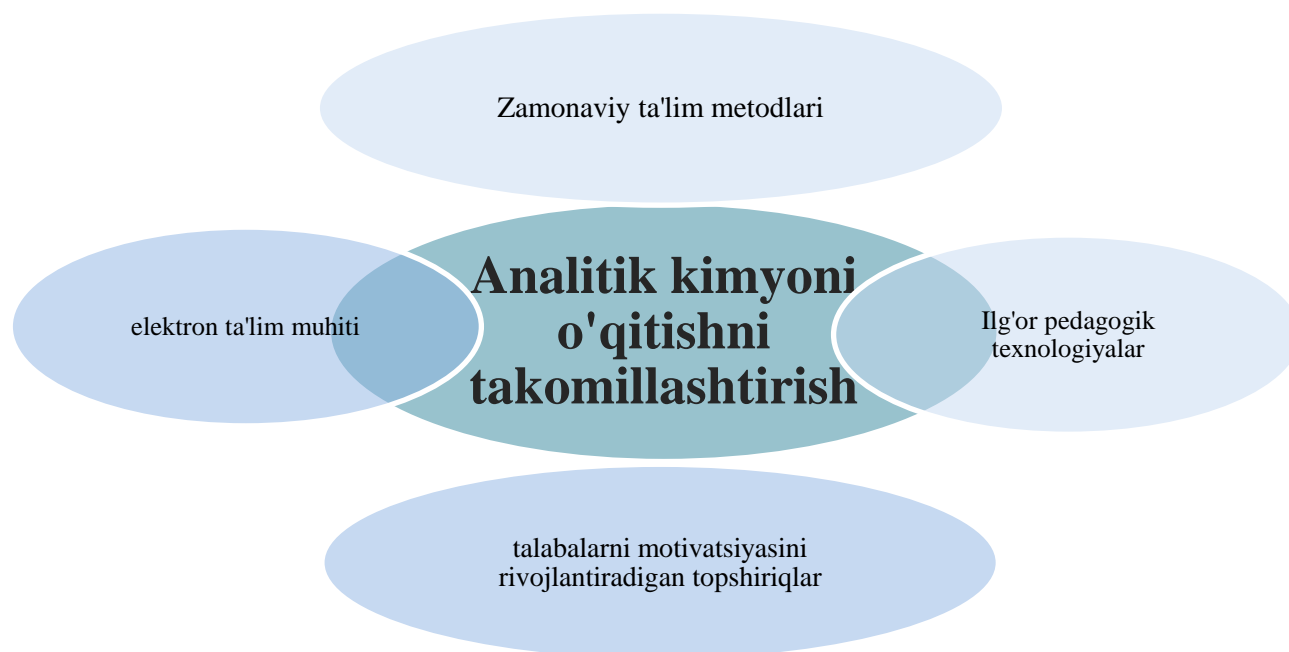 Zamonaviy ta'lim metodlari
Analitik kimyoni
o'qitishni
takomillashtirish
elektron ta'lim muhiti
Ilg'or pedagogik
texnologiyalar
talabalarni motivatsiyasini
rivojlantiradigan topshiriqlar